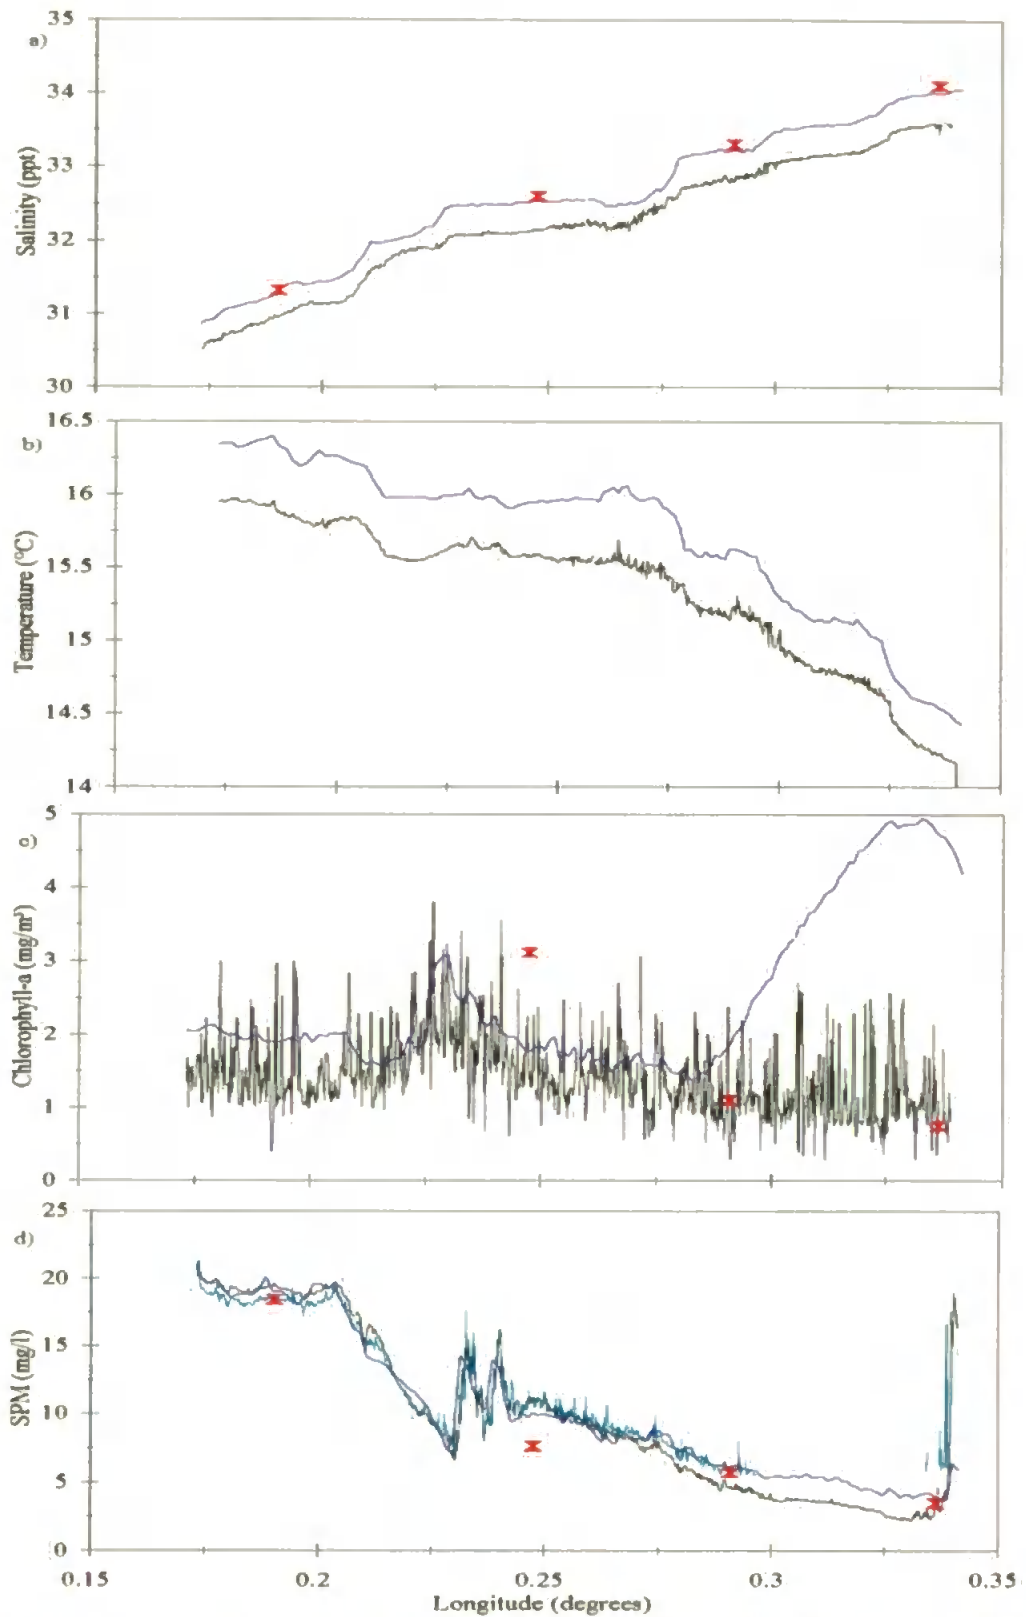 35
a)
34
33
32
31
30
Salinity (ppt)
16.5
g)
16
15.5
15
14.5
14
Temperature (°C)
5
c)
4
3
2
1
0
Chlorophyll-a (mg/m³)
25
d)
20
15
10
5
0
SPM (mg/l)
0.15 0.2 0.25 0.3 0.35
Longitude (degrees)